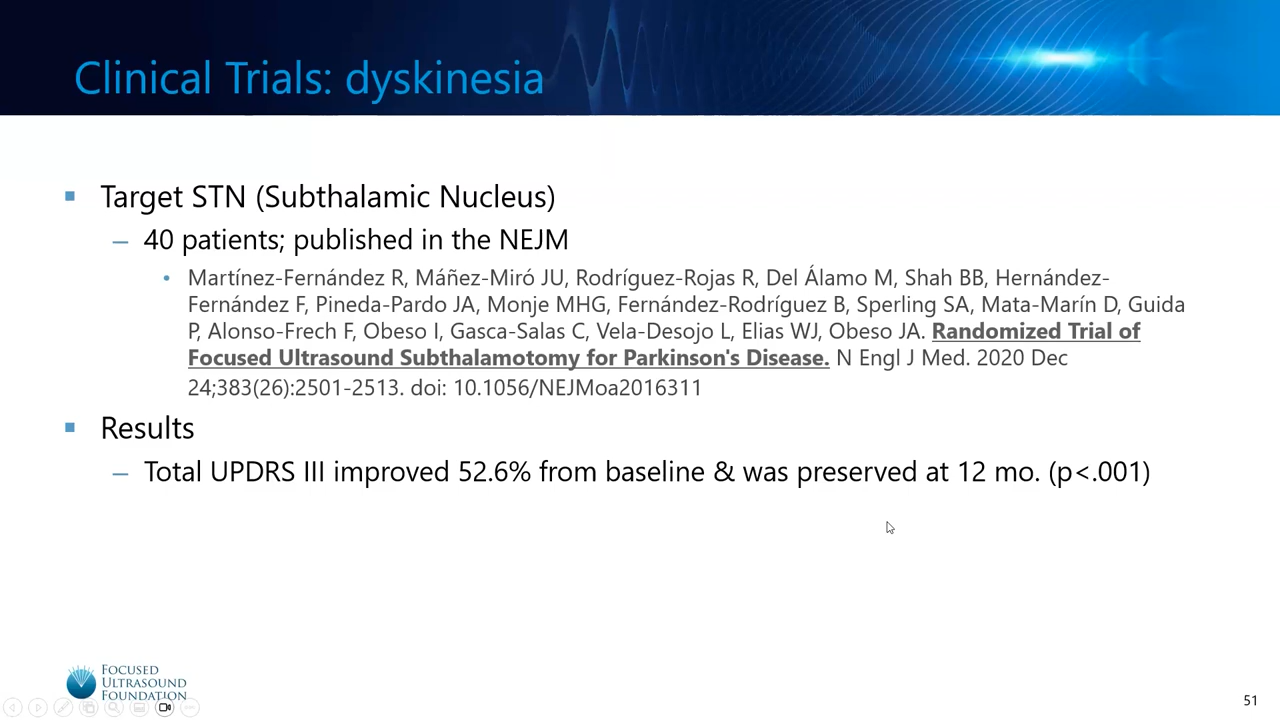 Clinical Trials: dyskinesia
Target STN (Subthalamic Nucleus)
– 40 patients; published in the NEJM
• Martínez-Fernández R, Máñez-Miró JU, Rodríguez-Rojas R, Del Álamo M, Shah BB, Hernández-
Fernández F, Pineda-Pardo JA, Monje MHG, Fernández-Rodríguez B, Sperling SA, Mata-Marín D, Guida
P, Alonso-Frech F, Obeso I, Gasca-Salas C, Vela-Desojo L, Elias WJ, Obeso JA. Randomized Trial of
Focused Ultrasound Subthalamotomy for Parkinson's Disease. N Engl J Med. 2020 Dec
24;383(26):2501-2513. doi: 10.1056/NEJMoa2016311
Results
– Total UPDRS III improved 52.6% from baseline & was preserved at 12 mo. (p<.001)
FOCUSED
ULTRASOUND
FOUNDATION
51